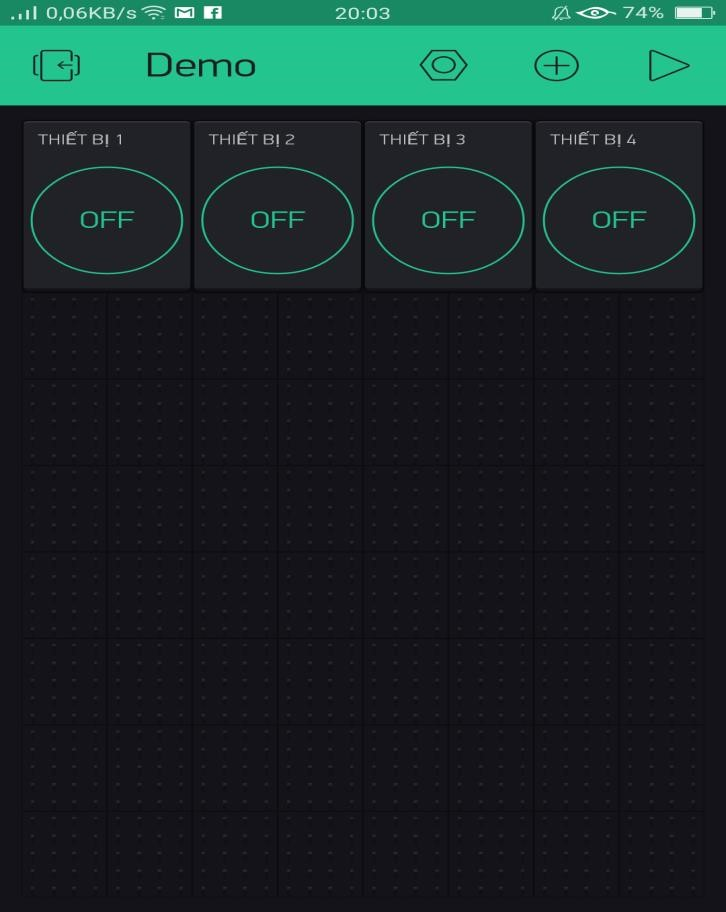 0,06KB/s 20:03 74%
Demo
THIẾT BỊ 1 THIẾT BỊ 2 THIẾT BỊ 3 THIẾT BỊ 4
OFF OFF OFF OFF